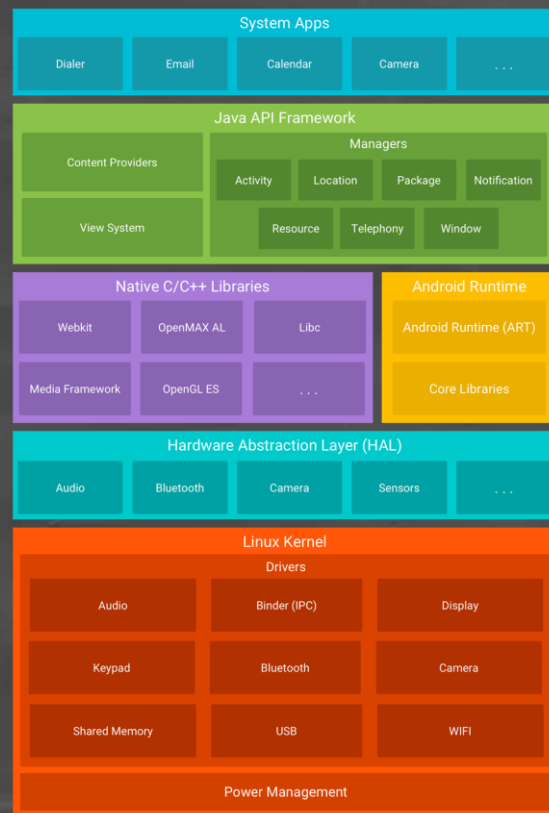 System Apps
Dialer
Email
Calendar
Camera
. . .
Java API Framework
Content Providers
View System
Managers
Activity
Location
Package
Notification
Resource
Telephony
Window
Native C/C++ Libraries
Webkit
OpenMAX AL
Libc
Media Framework
OpenGL ES
. . .
Android Runtime
Android Runtime (ART)
Core Libraries
Hardware Abstraction Layer (HAL)
Audio
Bluetooth
Camera
Sensors
. . .
Linux Kernel
Drivers
Audio
Binder (IPC)
Display
Keypad
Bluetooth
Camera
Shared Memory
USB
WIFI
Power Management